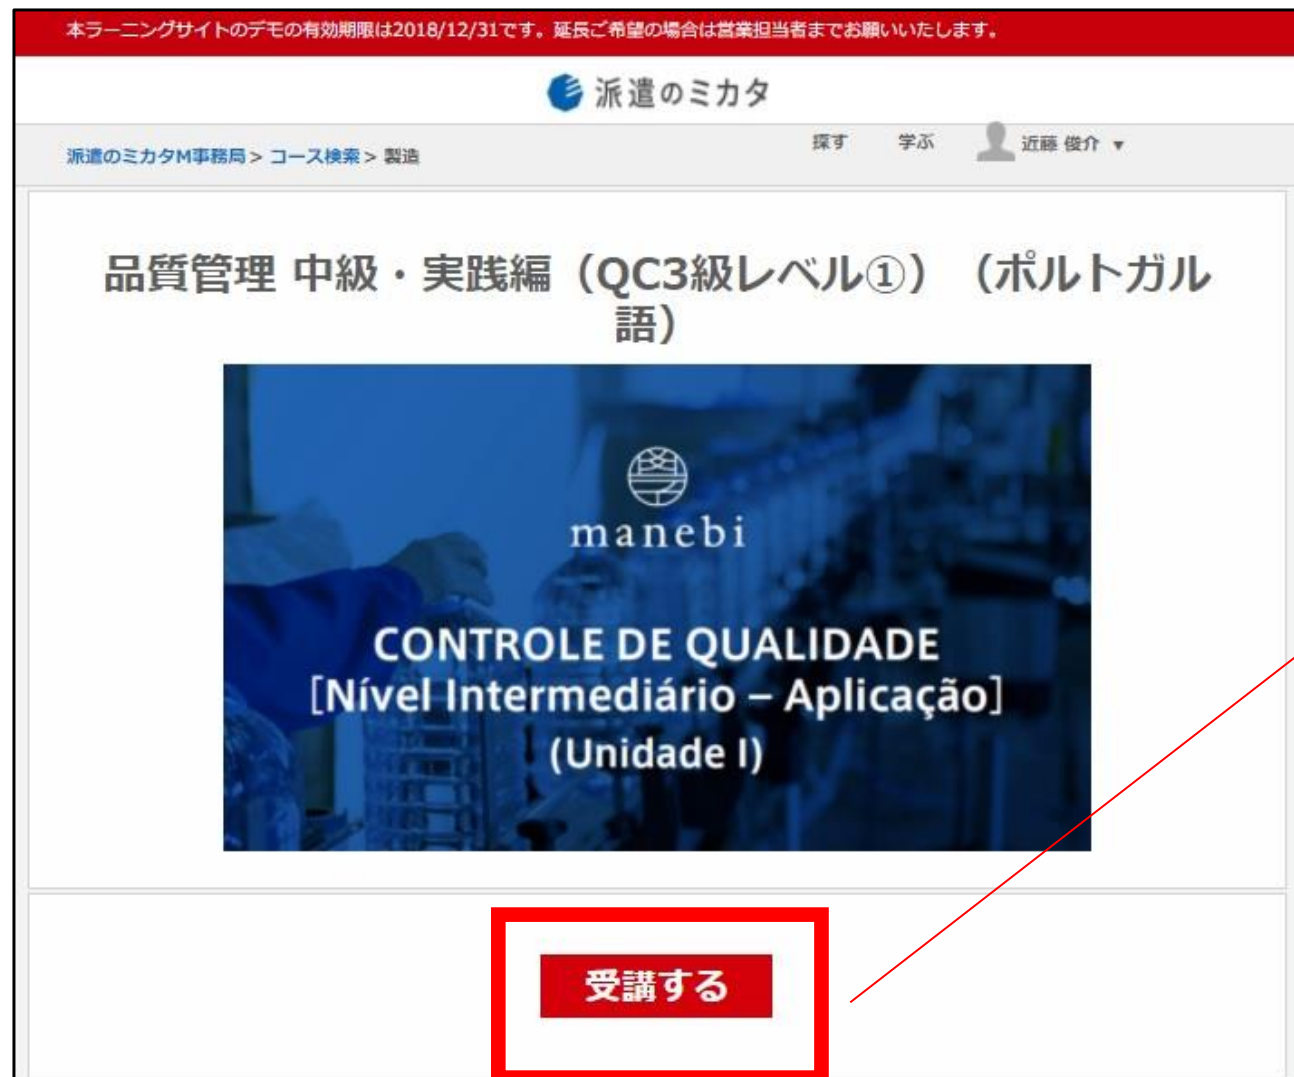 本ラーニングサイトのデモの有効期限は2018/12/31です。延長ご希望の場合は営業担当者までお願いいたします。
派遣のミカタ
派遣のミカタM事務局 > コース検索 > 製造
探す 学ぶ 近藤 俊介 ▼
品質管理 中級・実践編（QC3級レベル①）（ポルトガル
語）
manebi
CONTROLE DE QUALIDADE
[Nível Intermediário – Aplicação]
(Unidade I)
受講する